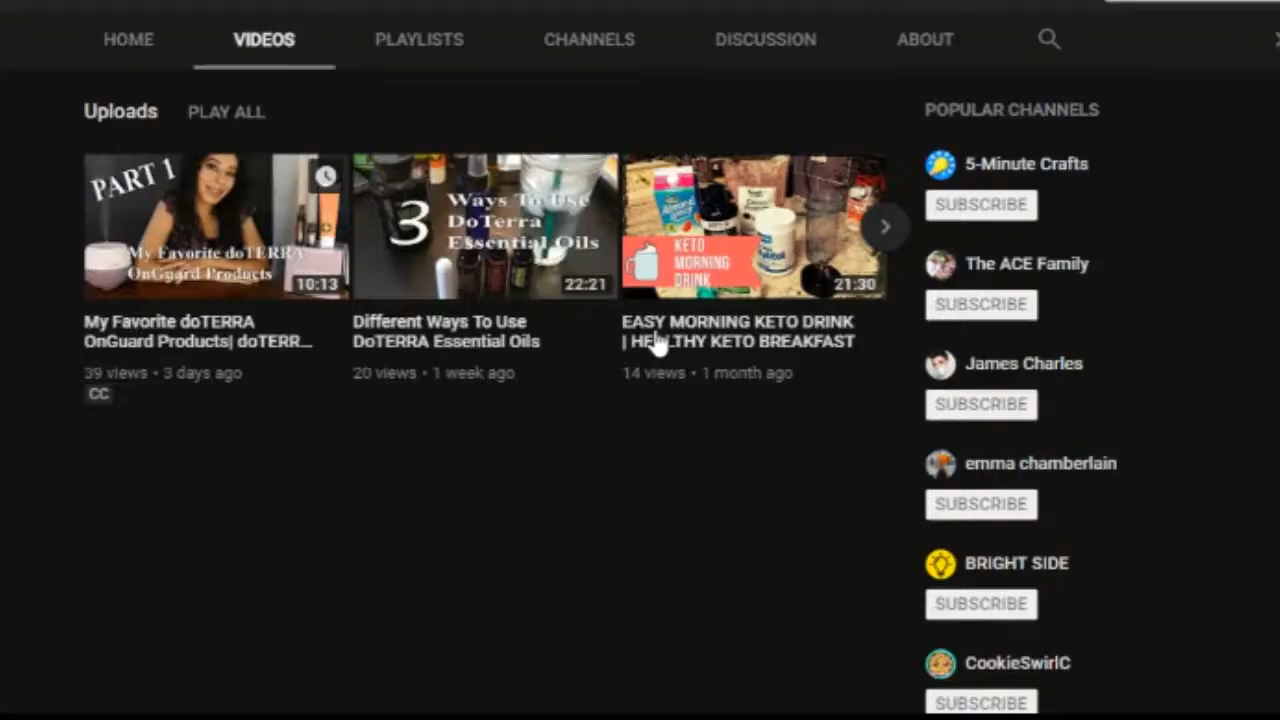 HOME VIDEOS PLAYLISTS CHANNELS DISCUSSION ABOUT
Uploads PLAY ALL
PART 1
My Favorite doTERRA
OnGuard Products
10:13
My Favorite doTERRA
OnGuard Products| doTERR...
39 views • 3 days ago
CC
3
Ways To Use
DoTerra
Essential Oils
22:21
Different Ways To Use
DoTERRA Essential Oils
20 views • 1 week ago
KETO
MORNING
DRINK
21:30
EASY MORNING KETO DRINK
| HEALTHY KETO BREAKFAST
14 views • 1 month ago
POPULAR CHANNELS
5-Minute Crafts
SUBSCRIBE
The ACE Family
SUBSCRIBE
James Charles
SUBSCRIBE
emma chamberlain
SUBSCRIBE
BRIGHT SIDE
SUBSCRIBE
CookieSwirlC
SUBSCRIBE